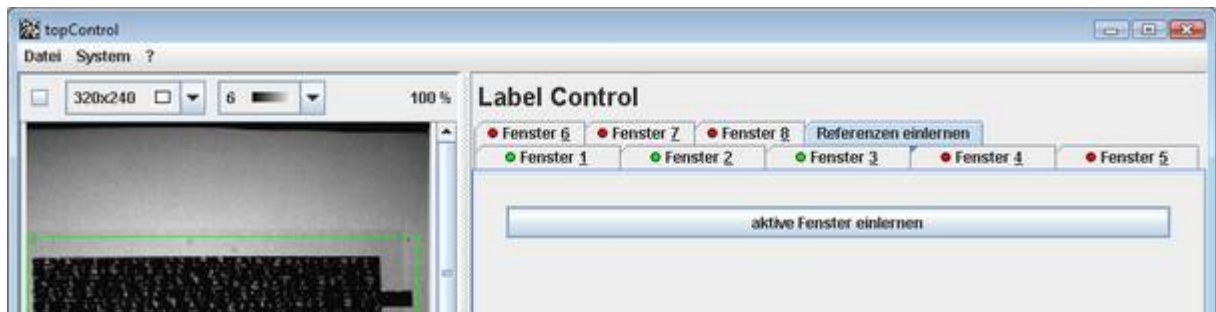 topControl
Datei System ?
320x240 6 100 %
Label Control
Fenster 6 Fenster 7 Fenster 8 Referenzen einlernen
Fenster 1 Fenster 2 Fenster 3 Fenster 4 Fenster 5
aktive Fenster einlernen